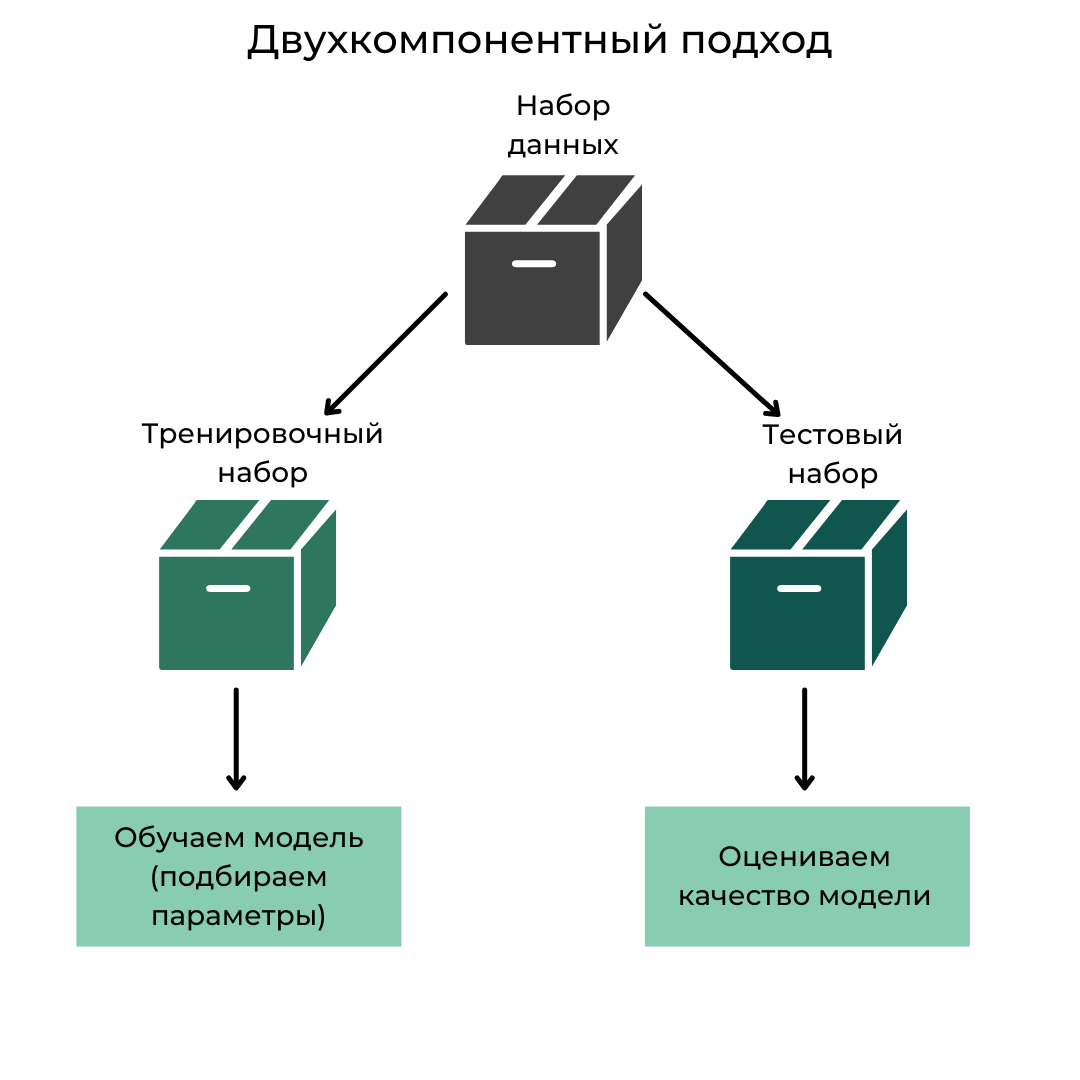 Двухкомпонентный подход
Набор
данных
Тренировочный
набор
Тестовый
набор
Обучаем модель
(подбираем
параметры)
Оцениваем
качество модели